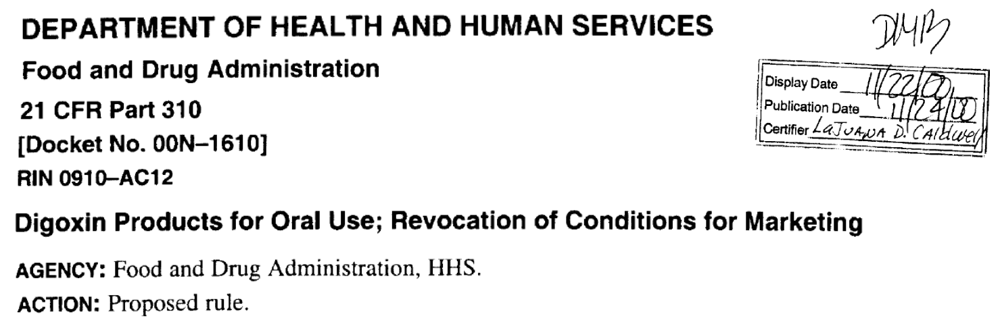 DEPARTMENT OF HEALTH AND HUMAN SERVICES
DMB
Food and Drug Administration
Display Date 11/22/00
21 CFR Part 310
Publication Date 11/24/00
[Docket No. 00N–1610]
Certifier LaJuana D. Caldwell
RIN 0910–AC12
Digoxin Products for Oral Use; Revocation of Conditions for Marketing
AGENCY: Food and Drug Administration, HHS.
ACTION: Proposed rule.